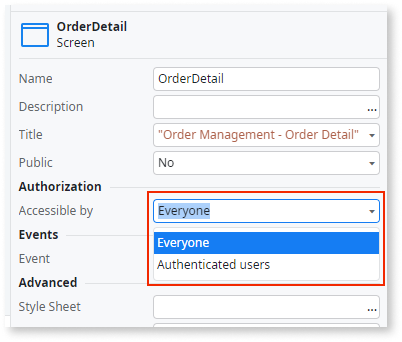 OrderDetail
Screen
Name OrderDetail
Description ...
Title "Order Management - Order Detail"
Public No
Authorization
Accessible by Everyone
Everyone
Events
Authenticated users
Event
Advanced
Style Sheet ...